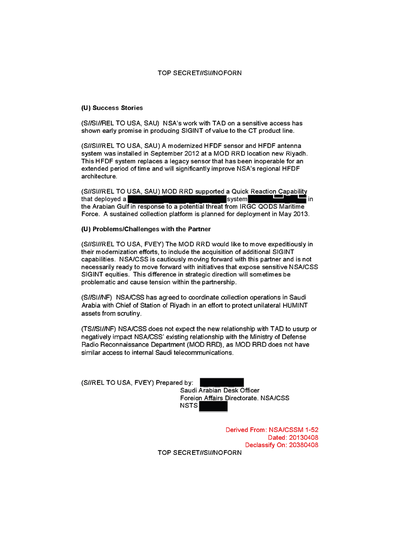 TOP SECRET//SI//NOFORN
(U) Success Stories
(S//SI//REL TO USA, SAU) NSA's work with TAD on a sensitive access has
shown early promise in producing SIGINT of value to the CT product line.
(S//SI//REL TO USA, SAU) A modernized HFDF sensor and HFDF antenna
system was installed in September 2012 at a MOD RRD location new Riyadh.
This HFDF system replaces a legacy sensor that has been inoperable for an
extended period of time and will significantly improve NSA's regional HFDF
architecture.
(S//SI//REL TO USA, SAU) MOD RRD supported a Quick Reaction Capability
that deployed a system in
the Arabian Gulf in response to a potential threat from IRGC QODS Maritime
Force. A sustained collection platform is planned for deployment in May 2013.
(U) Problems/Challenges with the Partner
(S//SI//REL TO USA, FVEY) The MOD RRD would like to move expeditiously in
their modernization efforts, to include the acquisition of additional SIGINT
capabilities. NSA/CSS is cautiously moving forward with this partner and is not
necessarily ready to move forward with initiatives that expose sensitive NSA/CSS
SIGINT equities. This difference in strategic direction will sometimes be
problematic and cause tension within the partnership.
(S//SI//NF) NSA/CSS has agreed to coordinate collection operations in Saudi
Arabia with Chief of Station of Riyadh in an effort to protect unilateral HUMINT
assets from scrutiny.
(TS//SI//NF) NSA/CSS does not expect the new relationship with TAD to usurp or
negatively impact NSA/CSS' existing relationship with the Ministry of Defense
Radio Reconnaissance Department (MOD RRD), as MOD RRD does not have
similar access to internal Saudi telecommunications.
(S//REL TO USA, FVEY) Prepared by:
Saudi Arabian Desk Officer
Foreign Affairs Directorate. NSA/CSS
NSTS
Derived From: NSA/CSSM 1-52
Dated: 20130408
Declassify On: 20380408
TOP SECRET//SI//NOFORN